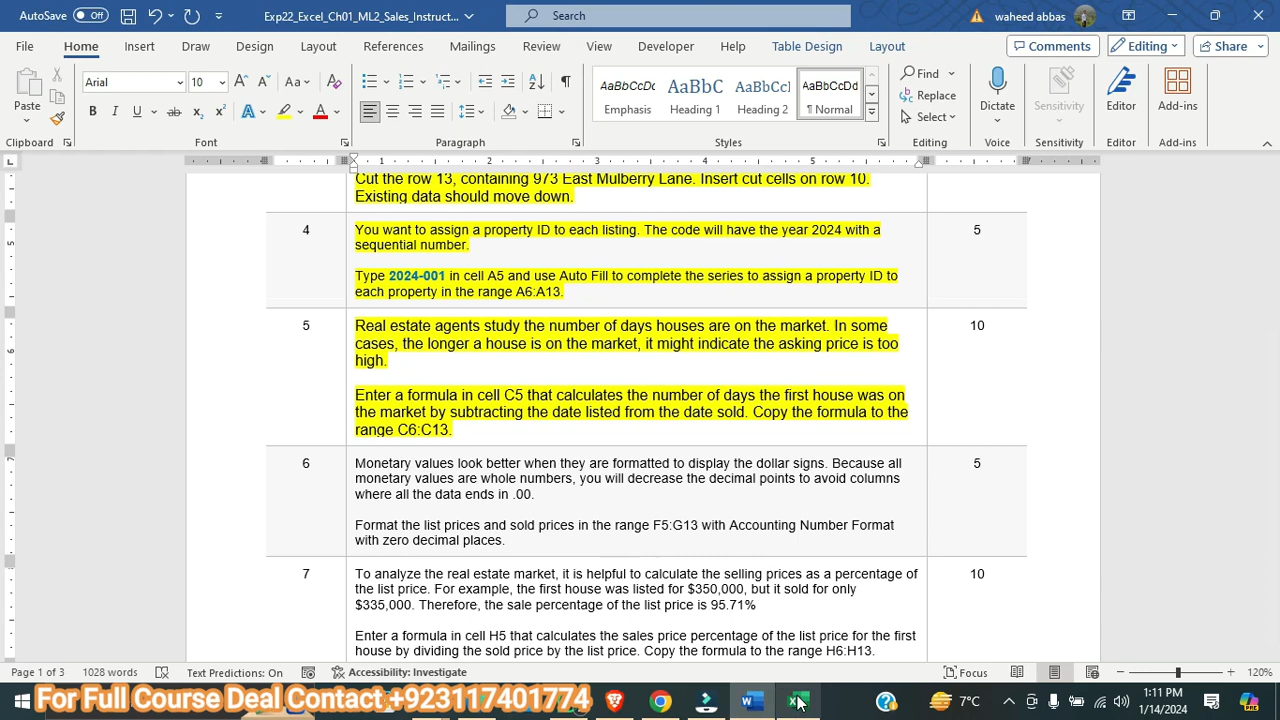 AutoSave Off Exp22_Excel_Ch01_ML2_Sales_Instruct... Search waheed abbas
File Home Insert Draw Design Layout References Mailings Review View Developer Help Table Design Layout Comments Editing Share
Paste Arial 10 Aa AaBbCcDc AaBbC AaBbCcI AaBbCcDd Find Replace Select Dictate Sensitivity Editor Add-ins
B I U ab x₂ x² A A Emphasis Heading 1 Heading 2 ¶ Normal
Clipboard Font Paragraph Styles Editing Voice Sensitivity Editor Add-ins
1 2 3 4 5
Cut the row 13, containing 973 East Mulberry Lane. Insert cut cells on row 10.
Existing data should move down.
4 You want to assign a property ID to each listing. The code will have the year 2024 with a 5
sequential number.
Type 2024-001 in cell A5 and use Auto Fill to complete the series to assign a property ID to
each property in the range A6:A13.
5 Real estate agents study the number of days houses are on the market. In some 10
cases, the longer a house is on the market, it might indicate the asking price is too
high.
Enter a formula in cell C5 that calculates the number of days the first house was on
the market by subtracting the date listed from the date sold. Copy the formula to the
range C6:C13.
6 Monetary values look better when they are formatted to display the dollar signs. Because all 5
monetary values are whole numbers, you will decrease the decimal points to avoid columns
where all the data ends in .00.
Format the list prices and sold prices in the range F5:G13 with Accounting Number Format
with zero decimal places.
7 To analyze the real estate market, it is helpful to calculate the selling prices as a percentage of 10
the list price. For example, the first house was listed for $350,000, but it sold for only
$335,000. Therefore, the sale percentage of the list price is 95.71%
Enter a formula in cell H5 that calculates the sales price percentage of the list price for the first
house by dividing the sold price by the list price. Copy the formula to the range H6:H13.
Page 1 of 3 1028 words Text Predictions: On Accessibility: Investigate Focus 120%
For Full Course Deal Contact +923117401774 7°C 1:11 PM
1/14/2024